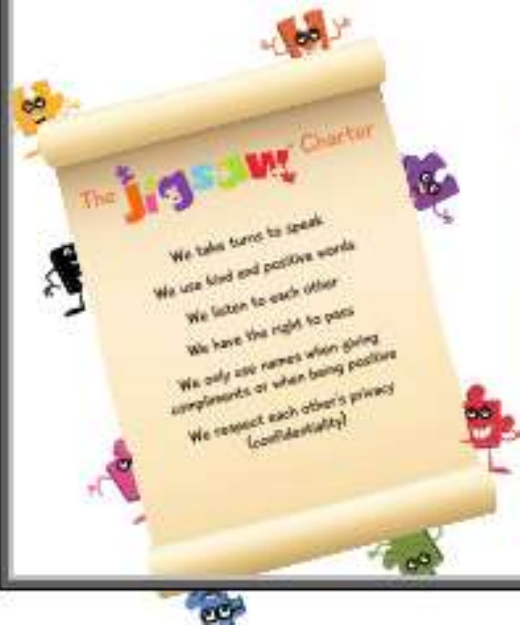 The Jigsaw Charter
We take turns to speak
We use kind and positive words
We listen to each other
We have the right to pass
We only use names when giving
compliments or when being positive
We respect each other's privacy
(confidentiality)